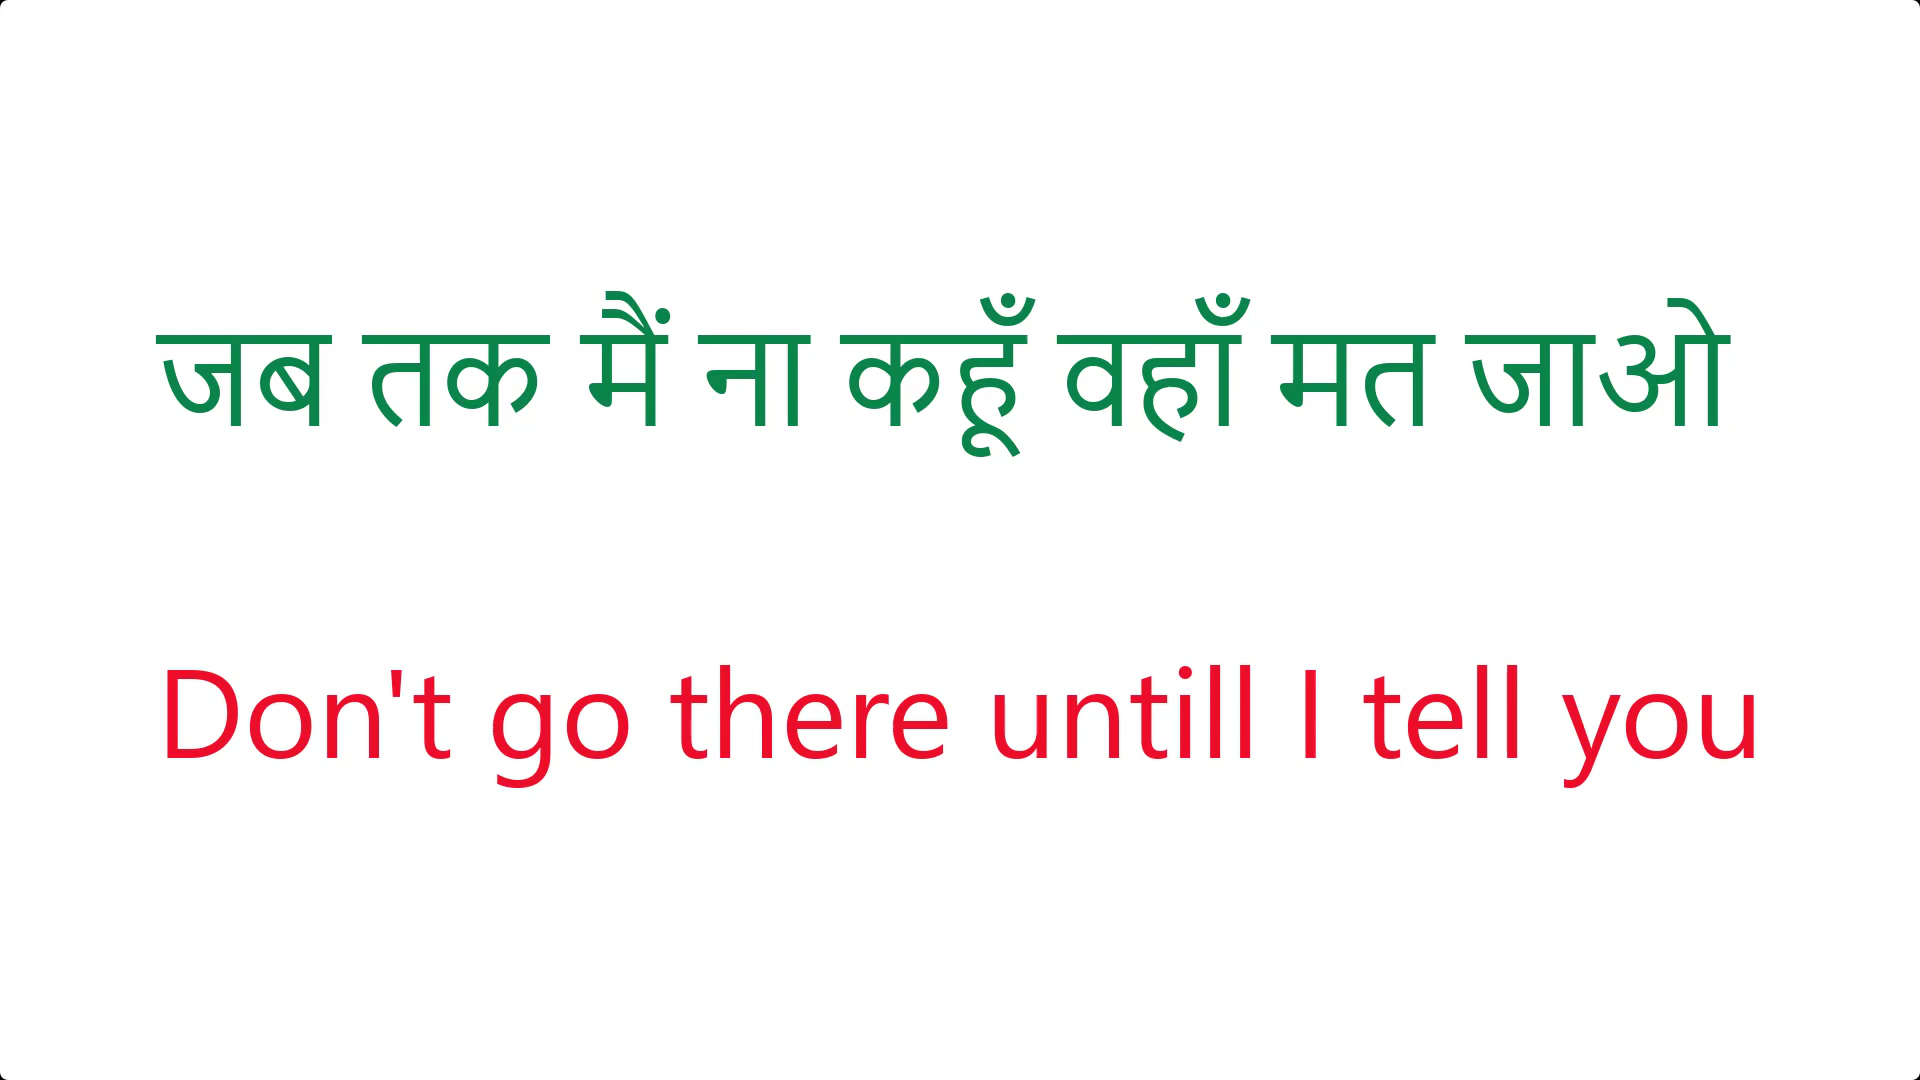 जब तक मैं ना कहूँ वहाँ मत जाओ
Don't go there untill I tell you